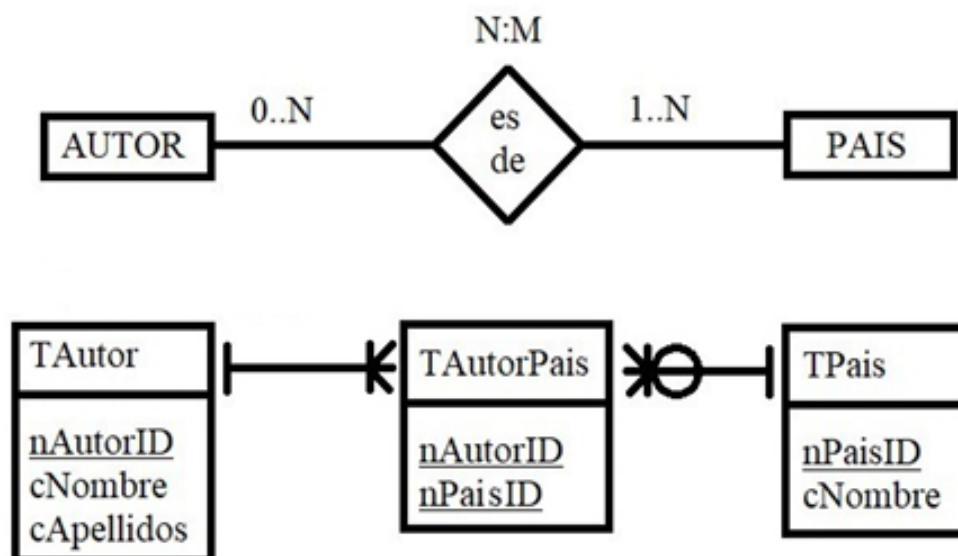 N:M
0..N
1..N
AUTOR
es
de
PAIS
TAutor
nAutorID
cNombre
cApellidos
TAutorPais
nAutorID
nPaisID
TPais
nPaisID
cNombre